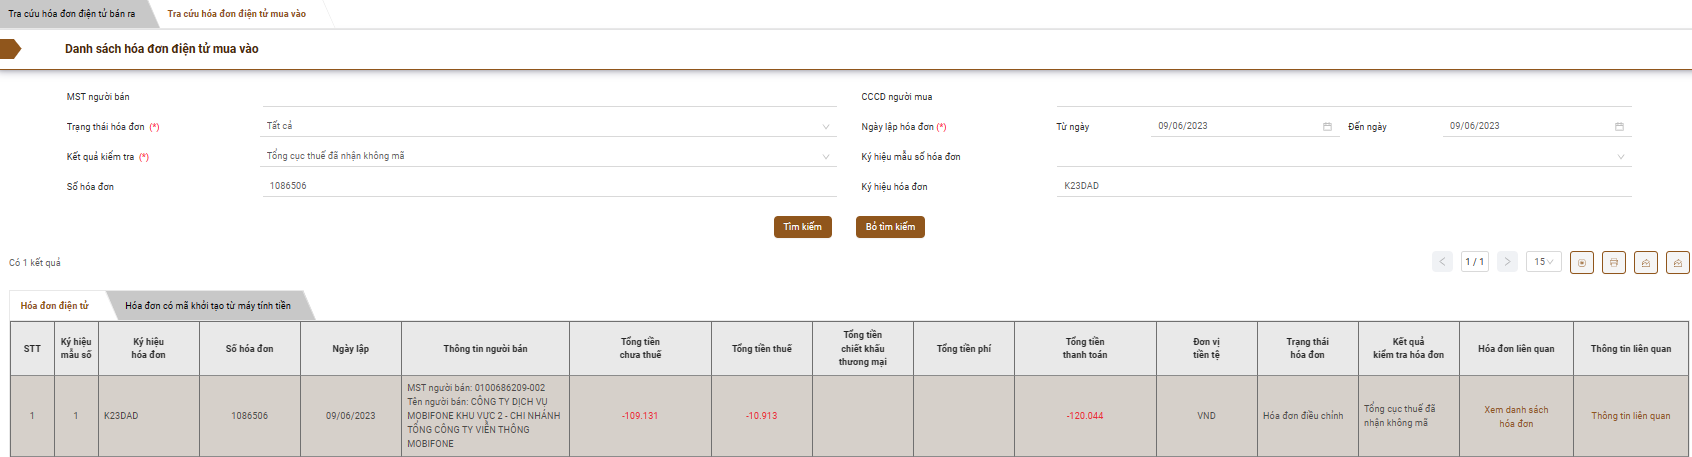 Tra cứu hóa đơn điện tử bán ra
Tra cứu hóa đơn điện tử mua vào
Danh sách hóa đơn điện tử mua vào
MST người bán
CCCD người mua
Trạng thái hóa đơn (*)
Tất cả
Ngày lập hóa đơn (*)
Từ ngày
09/06/2023
Đến ngày
09/06/2023
Kết quả kiểm tra (*)
Tổng cục thuế đã nhận không mã
Ký hiệu mẫu số hóa đơn
Số hóa đơn
1086506
Ký hiệu hóa đơn
K23DAD
Tìm kiếm
Bỏ tìm kiếm
Có 1 kết quả
1 / 1
15
Hóa đơn điện tử
Hóa đơn có mã khởi tạo từ máy tính tiền
STT
Ký hiệu
mẫu số
Ký hiệu
hóa đơn
Số hóa đơn
Ngày lập
Thông tin người bán
Tổng tiền
chưa thuế
Tổng tiền thuế
Tổng tiền
chiết khấu
thương mại
Tổng tiền phí
Tổng tiền
thanh toán
Đơn vị
tiền tệ
Trạng thái
hóa đơn
Kết quả
kiểm tra hóa đơn
Hóa đơn liên quan
Thông tin liên quan
1
1
K23DAD
1086506
09/06/2023
MST người bán: 0100686209-002
Tên người bán: CÔNG TY DỊCH VỤ
MOBIFONE KHU VỰC 2 - CHI NHÁNH
TỔNG CÔNG TY VIỄN THÔNG
MOBIFONE
-109.131
-10.913
-120.044
VND
Hóa đơn điều chỉnh
Tổng cục thuế đã
nhận không mã
Xem danh sách
hóa đơn
Thông tin liên quan